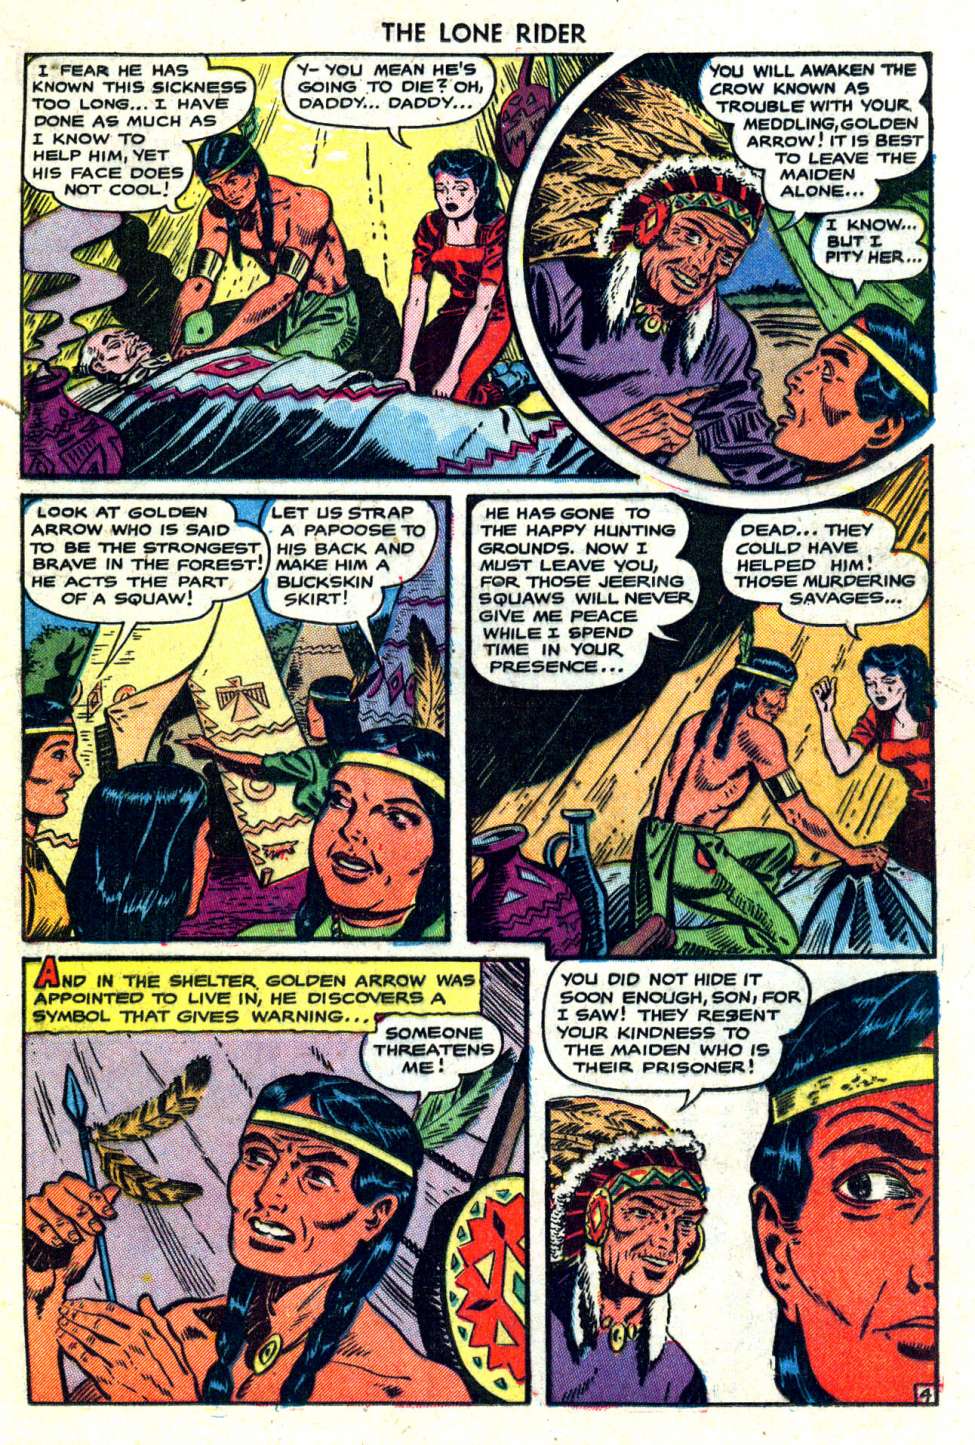 THE LONE RIDER
I FEAR HE HAS
KNOWN THIS SICKNESS
TOO LONG... I HAVE
DONE AS MUCH AS
I KNOW TO
HELP HIM, YET
HIS FACE DOES
NOT COOL!
Y-YOU MEAN HE'S
GOING TO DIE? OH,
DADDY... DADDY...
YOU WILL AWAKEN THE
CROW KNOWN AS
TROUBLE WITH YOUR
MEDDLING, GOLDEN
ARROW! IT IS BEST
TO LEAVE THE
MAIDEN
ALONE...
I KNOW...
BUT I
PITY HER...
LOOK AT GOLDEN
ARROW WHO IS SAID
TO BE THE STRONGEST
BRAVE IN THE FOREST!
HE ACTS THE PART
OF A SQUAW!
LET US STRAP
A PAPOOSE TO
HIS BACK AND
MAKE HIM A
BUCKSKIN
SKIRT!
HE HAS GONE TO
THE HAPPY HUNTING
GROUNDS. NOW I
MUST LEAVE YOU,
FOR THOSE JEERING
SQUAWS WILL NEVER
GIVE ME PEACE
WHILE I SPEND
TIME IN YOUR
PRESENCE...
DEAD... THEY
COULD HAVE
HELPED HIM!
THOSE MURDERING
SAVAGES...
AND IN THE SHELTER GOLDEN ARROW WAS
APPOINTED TO LIVE IN, HE DISCOVERS A
SYMBOL THAT GIVES WARNING...
SOMEONE
THREATENS
ME!
YOU DID NOT HIDE IT
SOON ENOUGH, SON, FOR
I SAW! THEY RESENT
YOUR KINDNESS TO
THE MAIDEN WHO IS
THEIR PRISONER!
4